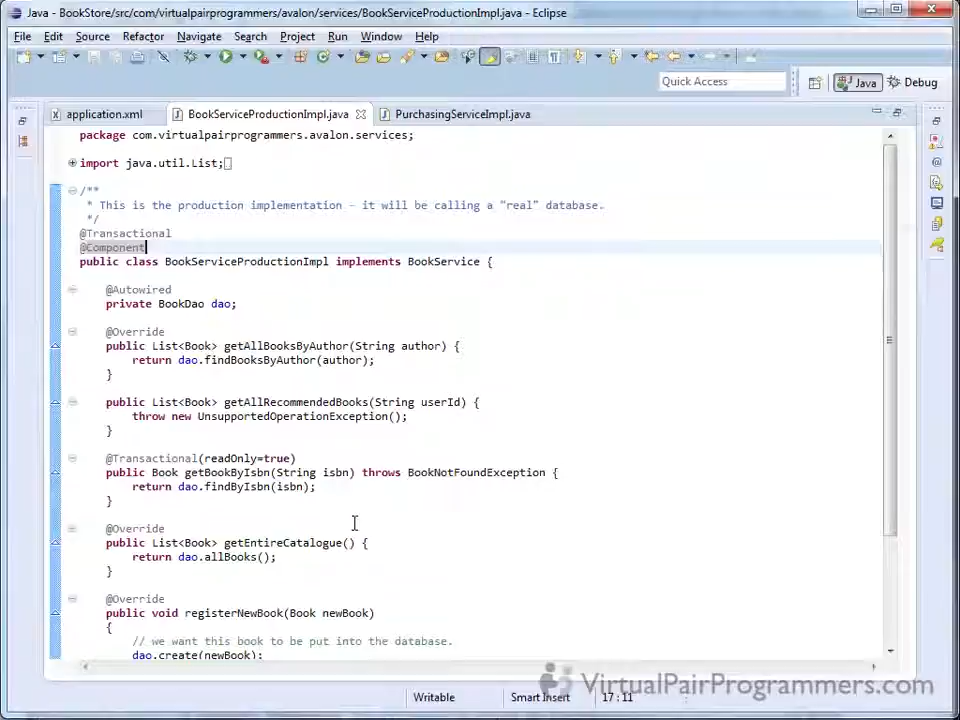 Java - BookStore/src/com/virtualpairprogrammers/avalon/services/BookServiceProductionImpl.java - Eclipse
File Edit Source Refactor Navigate Search Project Run Window Help
Quick Access
Java
Debug
application.xml
BookServiceProductionImpl.java
PurchasingServiceImpl.java
package com.virtualpairprogrammers.avalon.services;
import java.util.List;
/**
* This is the production implementation - it will be calling a "real" database.
*/
@Transactional
@Component
public class BookServiceProductionImpl implements BookService {
@Autowired
private BookDao dao;
@Override
public List<Book> getAllBooksByAuthor(String author) {
return dao.findBooksByAuthor(author);
}
public List<Book> getAllRecommendedBooks(String userId) {
throw new UnsupportedOperationException();
}
@Transactional(readOnly=true)
public Book getBookByIsbn(String isbn) throws BookNotFoundException {
return dao.findByIsbn(isbn);
}
@Override
public List<Book> getEntireCatalogue() {
return dao.allBooks();
}
@Override
public void registerNewBook(Book newBook)
{
// we want this book to be put into the database.
dao.create(newBook);
VirtualPairProgrammers.com
Writable
Smart Insert
17 : 11